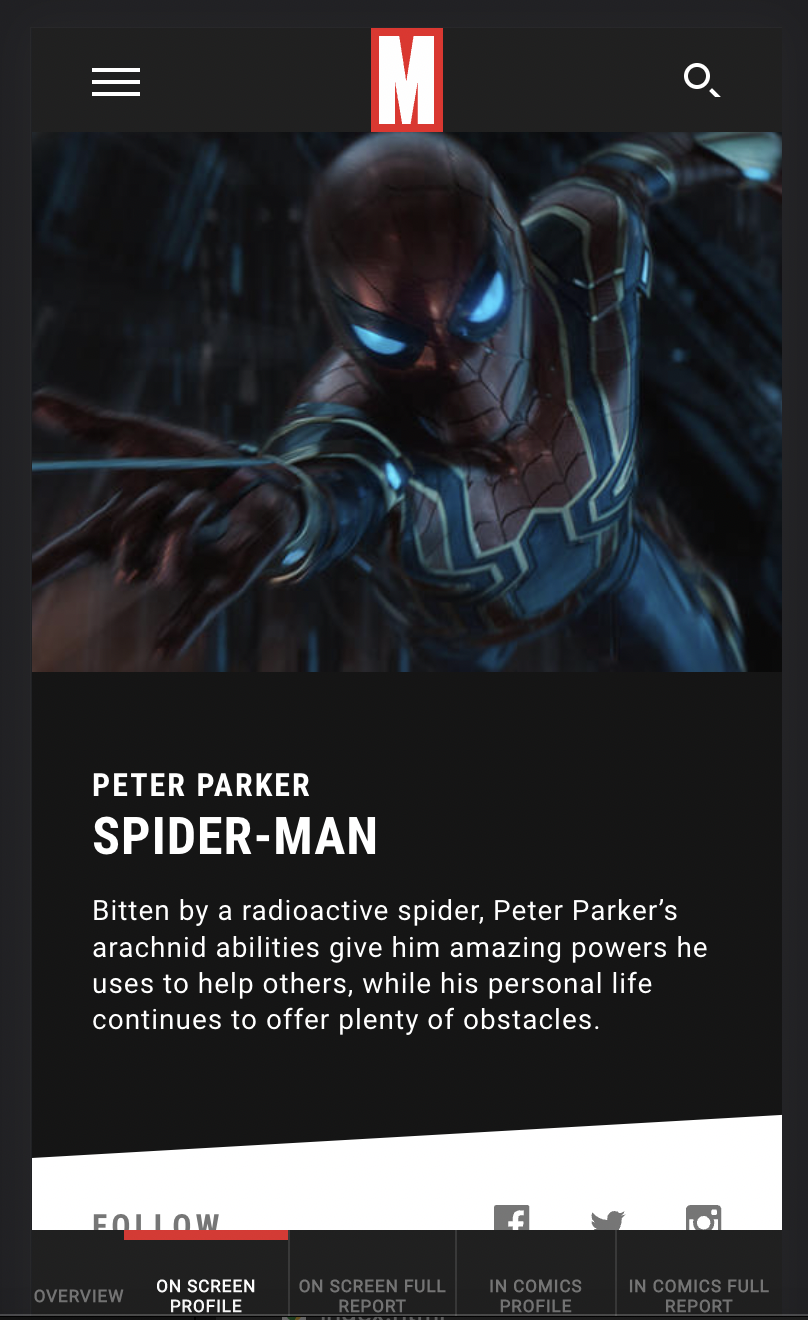 M
PETER PARKER
SPIDER-MAN
Bitten by a radioactive spider, Peter Parker’s
arachnid abilities give him amazing powers he
uses to help others, while his personal life
continues to offer plenty of obstacles.
FOLLOW
OVERVIEW
ON SCREEN
PROFILE
ON SCREEN FULL
REPORT
IN COMICS
PROFILE
IN COMICS FULL
REPORT